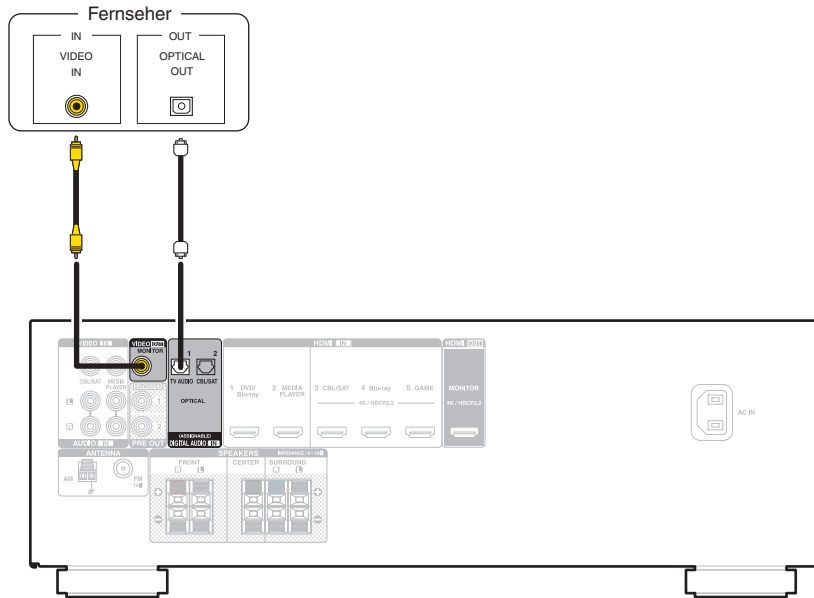 Fernseher
IN
VIDEO
IN
OUT
OPTICAL
OUT
VIDEO IN
CBL/SAT
MEDIA
PLAYER
L
R
AUDIO IN
VIDEO OUT
MONITOR
1
2
PRE OUT
1
2
TV AUDIO
CBL/SAT
OPTICAL
(ASSIGNABLE)
DIGITAL AUDIO IN
HDMI IN
1 DVD/
Blu-ray
2 MEDIA
PLAYER
3 CBL/SAT
4 Blu-ray
5 GAME
4K / HDCP2.2
HDMI OUT
MONITOR
4K / HDCP2.2
AC IN
ANTENNA
AM
FM
SPEAKERS
FRONT
R
L
CENTER
SURROUND
R
L